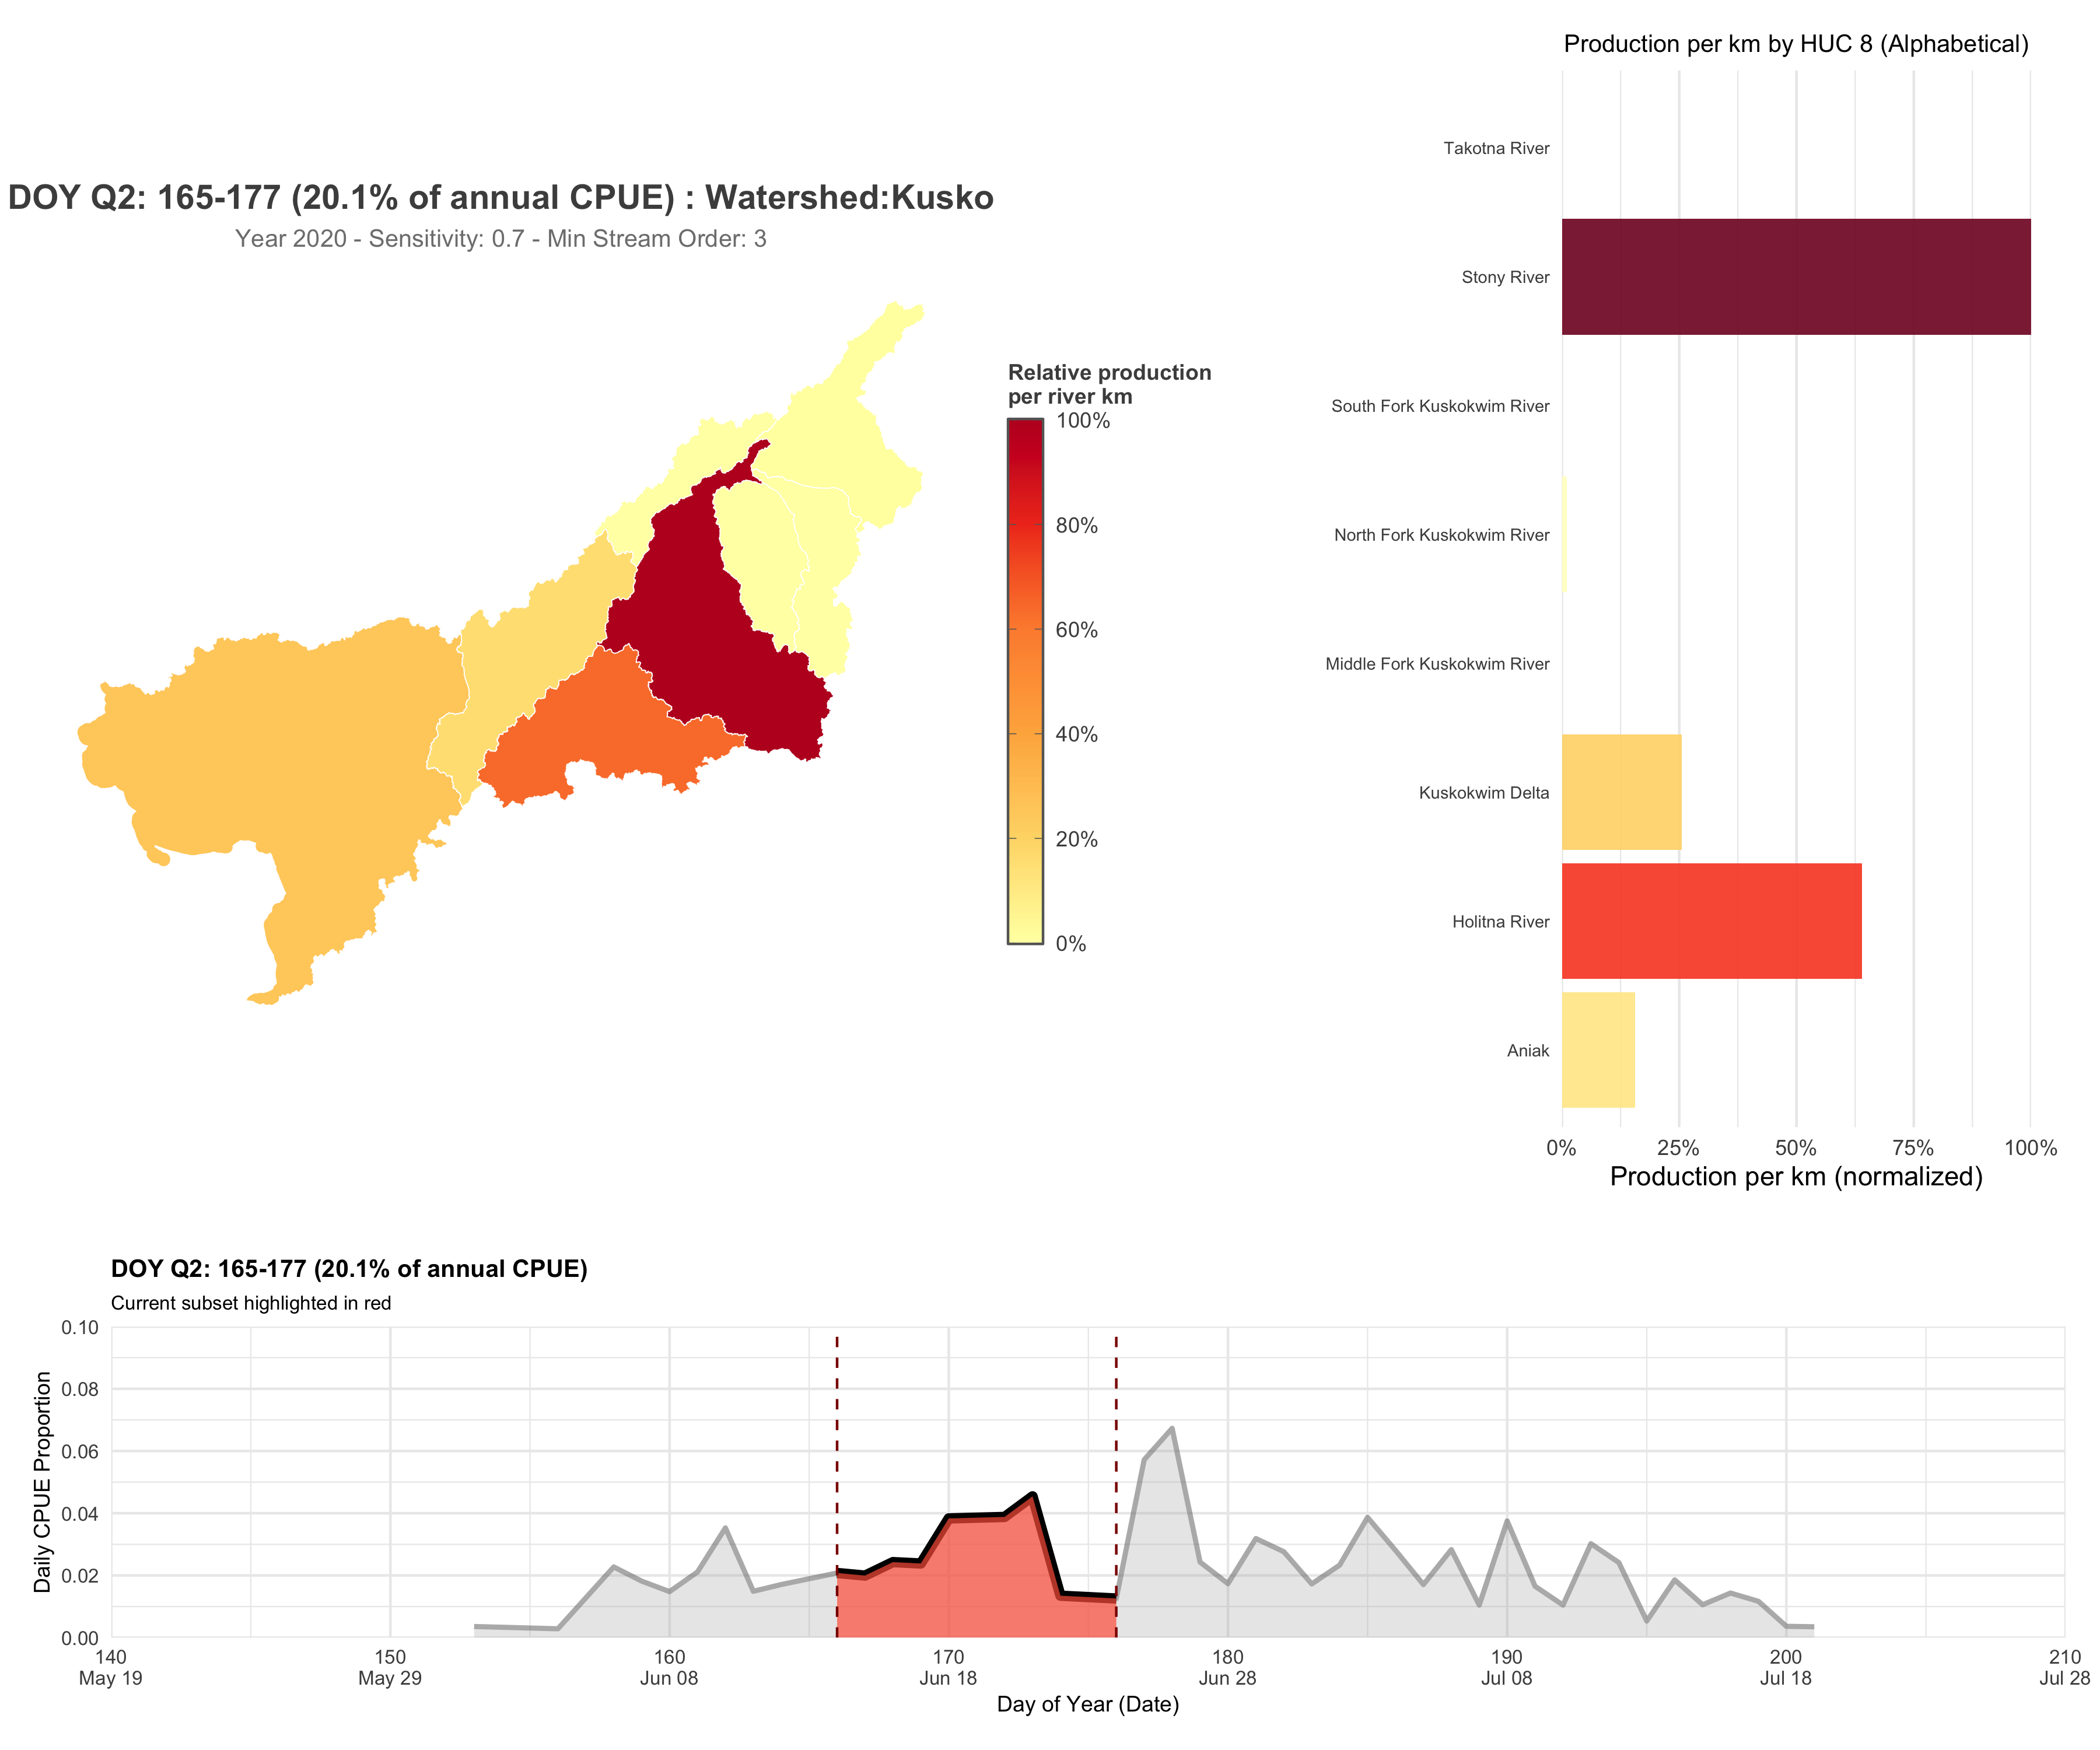 DOY Q2: 165-177 (20.1% of annual CPUE) : Watershed:Kusko
Year 2020 - Sensitivity: 0.7 - Min Stream Order: 3
Relative production
per river km
100%
80%
60%
40%
20%
0%
Production per km by HUC 8 (Alphabetical)
Takotna River
Stony River
South Fork Kuskokwim River
North Fork Kuskokwim River
Middle Fork Kuskokwim River
Kuskokwim Delta
Holitna River
Aniak
0% 25% 50% 75% 100%
Production per km (normalized)
DOY Q2: 165-177 (20.1% of annual CPUE)
Current subset highlighted in red
Daily CPUE Proportion
0.10
0.08
0.06
0.04
0.02
0.00
140 150 160 170 180 190 200 210
May 19 May 29 Jun 08 Jun 18 Jun 28 Jul 08 Jul 18 Jul 28
Day of Year (Date)